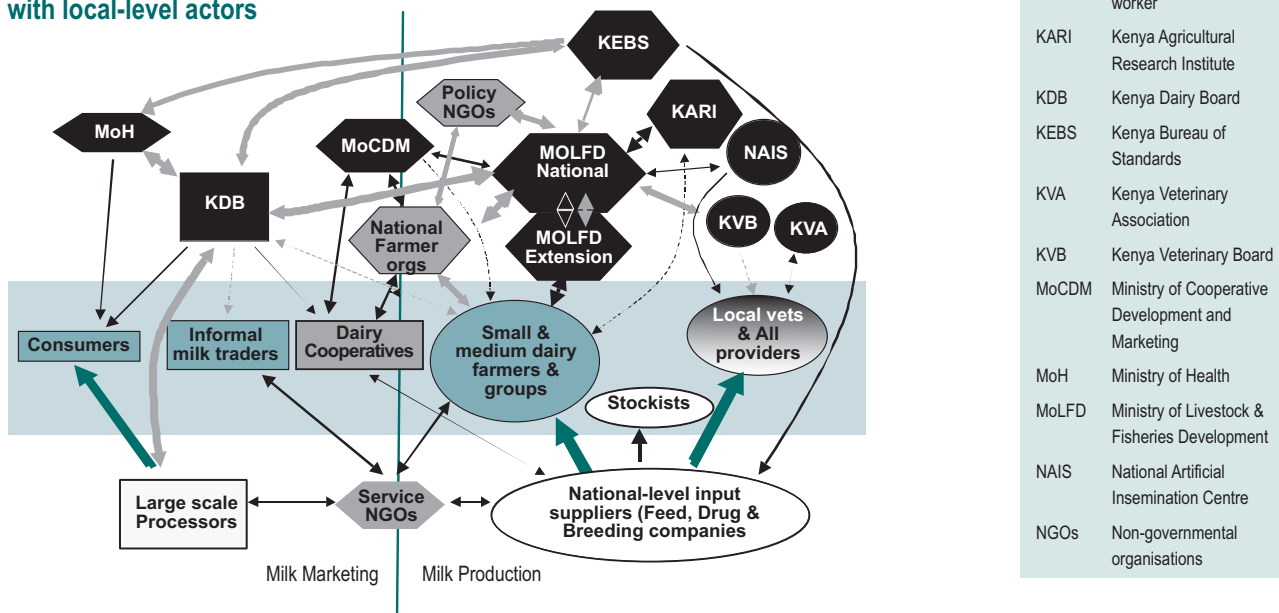 with local-level actors
KEBS
Policy
NGOs
KARI
MoH
MoCDM
MOLFD
National
NAIS
KDB
National
Farmer
orgs
MOLFD
Extension
KVB
KVA
Consumers
Informal
milk traders
Dairy
Cooperatives
Small &
medium dairy
farmers &
groups
Local vets
& All
providers
Stockists
Large scale
Processors
Service
NGOs
National-level input
suppliers (Feed, Drug &
Breeding companies
Milk Marketing
Milk Production
worker
KARI Kenya Agricultural
Research Institute
KDB Kenya Dairy Board
KEBS Kenya Bureau of
Standards
KVA Kenya Veterinary
Association
KVB Kenya Veterinary Board
MoCDM Ministry of Cooperative
Development and
Marketing
MoH Ministry of Health
MoLFD Ministry of Livestock &
Fisheries Development
NAIS National Artificial
Insemination Centre
NGOs Non-governmental
organisations